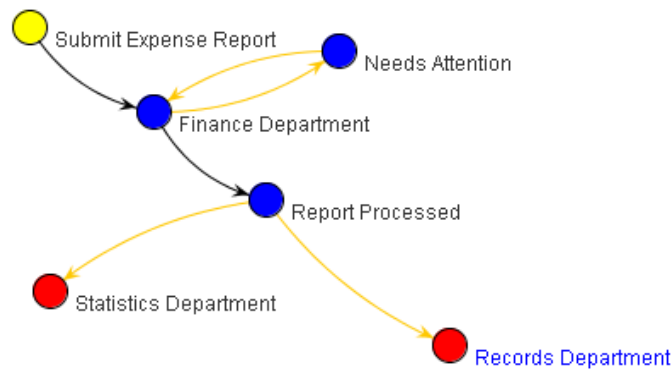 Submit Expense Report
Needs Attention
Finance Department
Report Processed
Statistics Department
Records Department